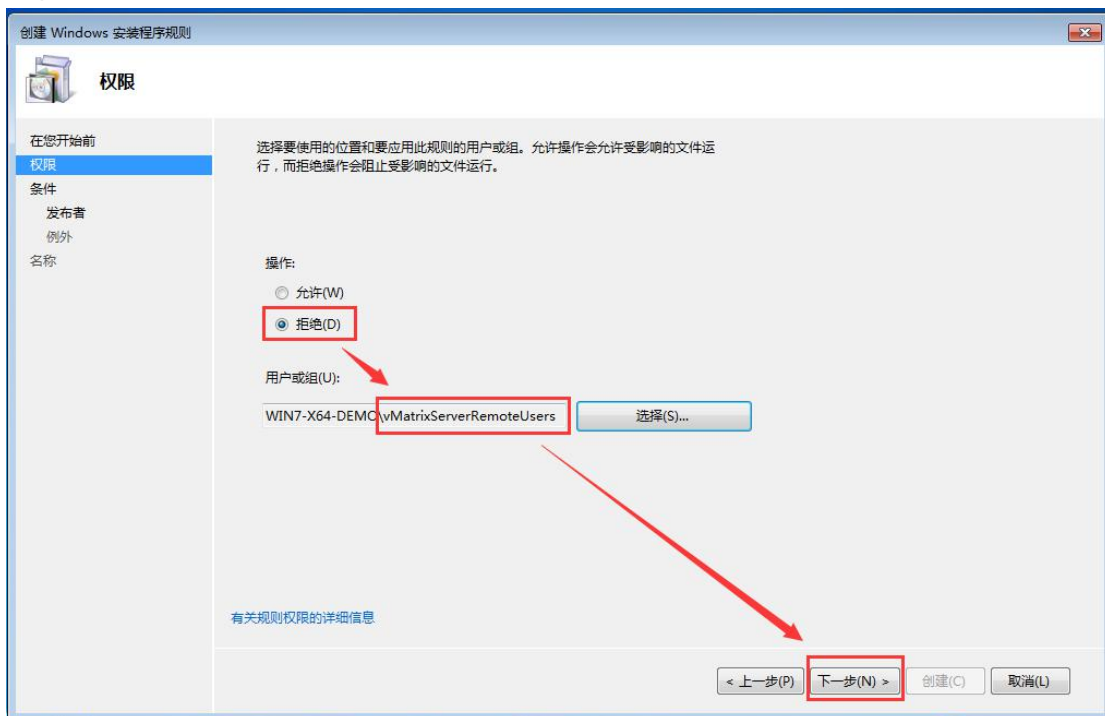 创建 Windows 安装程序规则
权限
在您开始前
权限
条件
发布者
例外
名称
选择要使用的位置和要应用此规则的用户或组。允许操作会允许受影响的文件运
行，而拒绝操作会阻止受影响的文件运行。
操作:
允许(W)
拒绝(D)
用户或组(U):
WIN7-X64-DEMO\vMatrixServerRemoteUsers
选择(S)...
有关规则权限的详细信息
< 上一步(P)
下一步(N) >
创建(C)
取消(L)